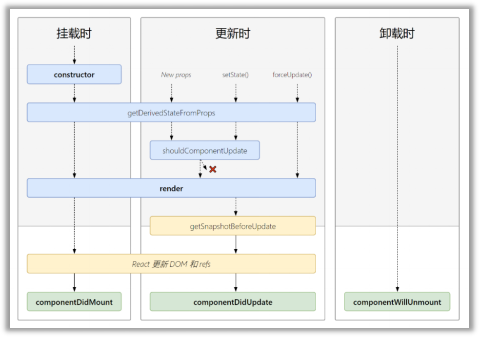 挂载时
更新时
卸载时
constructor
New props
setState()
forceUpdate()
getDerivedStateFromProps
shouldComponentUpdate
render
getSnapshotBeforeUpdate
React 更新 DOM 和 refs
componentDidMount
componentDidUpdate
componentWillUnmount